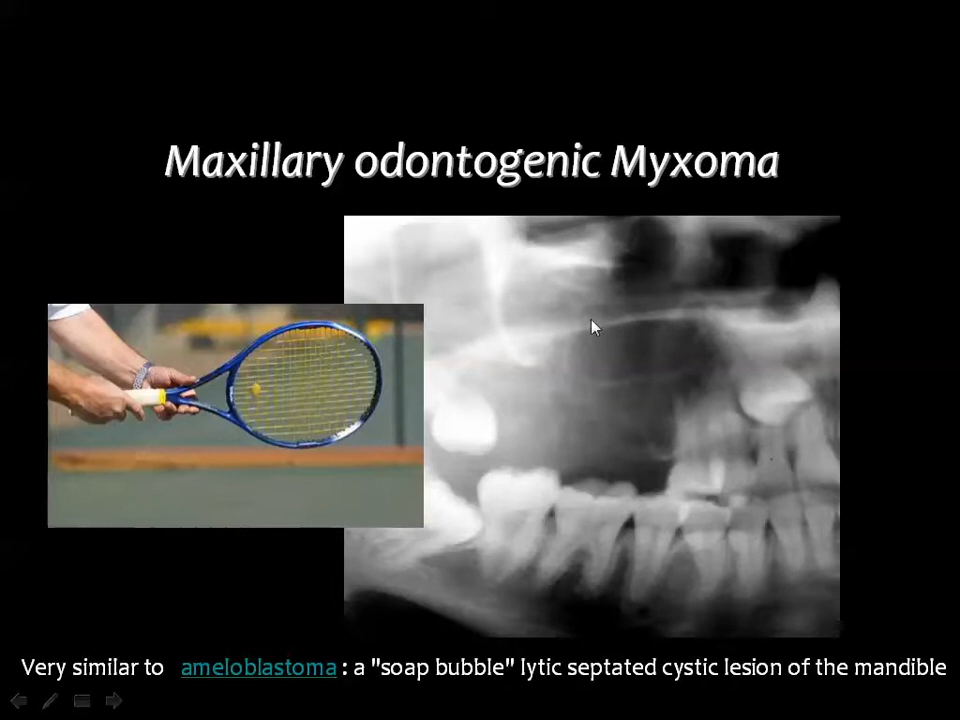 Maxillary odontogenic Myxoma
Very similar to ameloblastoma : a "soap bubble" lytic septated cystic lesion of the mandible